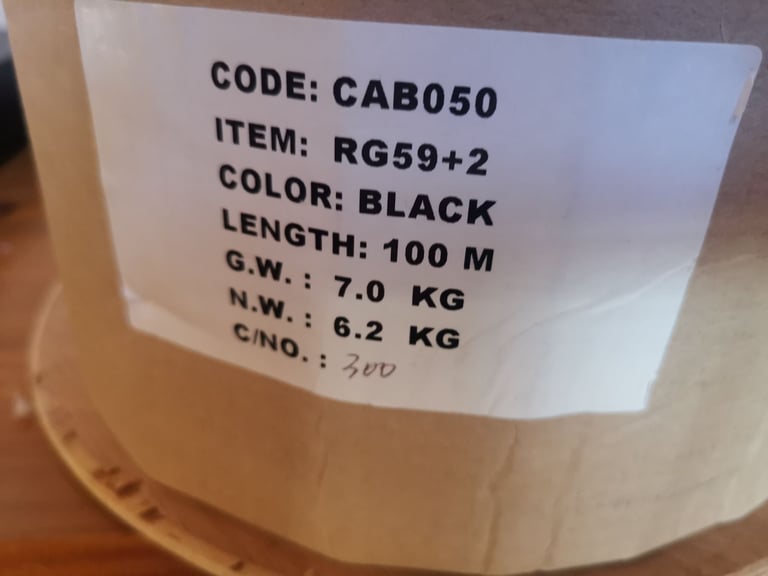 CODE: CAB050
ITEM: RG59+2
COLOR: BLACK
LENGTH: 100 M
G.W. : 7.0 KG
N.W. : 6.2 KG
C/NO. : 300